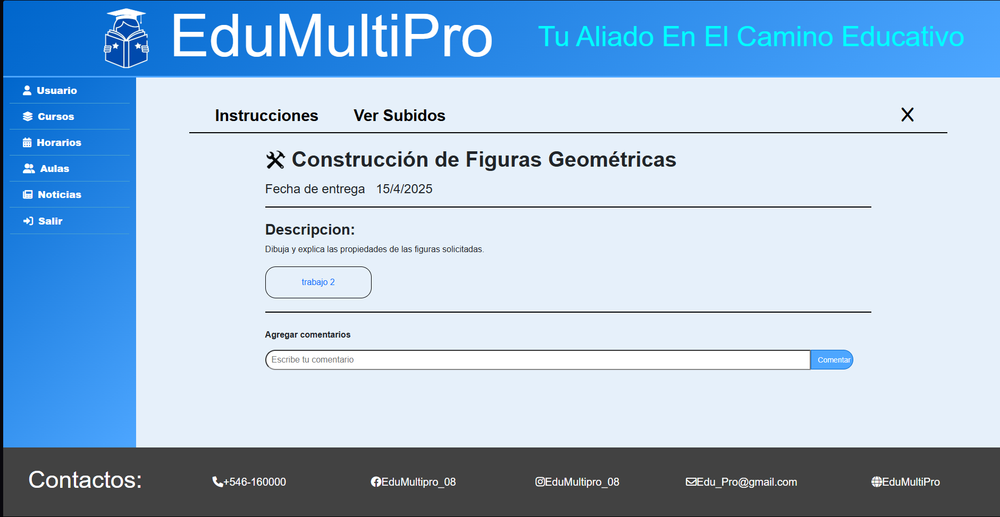 EduMultiPro
Tu Aliado En El Camino Educativo
Usuario
Cursos
Horarios
Aulas
Noticias
Salir
Instrucciones
Ver Subidos
X
Construcción de Figuras Geométricas
Fecha de entrega 15/4/2025
Descripcion:
Dibuja y explica las propiedades de las figuras solicitadas.
trabajo 2
Agregar comentarios
Escribe tu comentario
Comentar
Contactos:
+546-160000
EduMultipro_08
EduMultipro_08
Edu_Pro@gmail.com
EduMultiPro